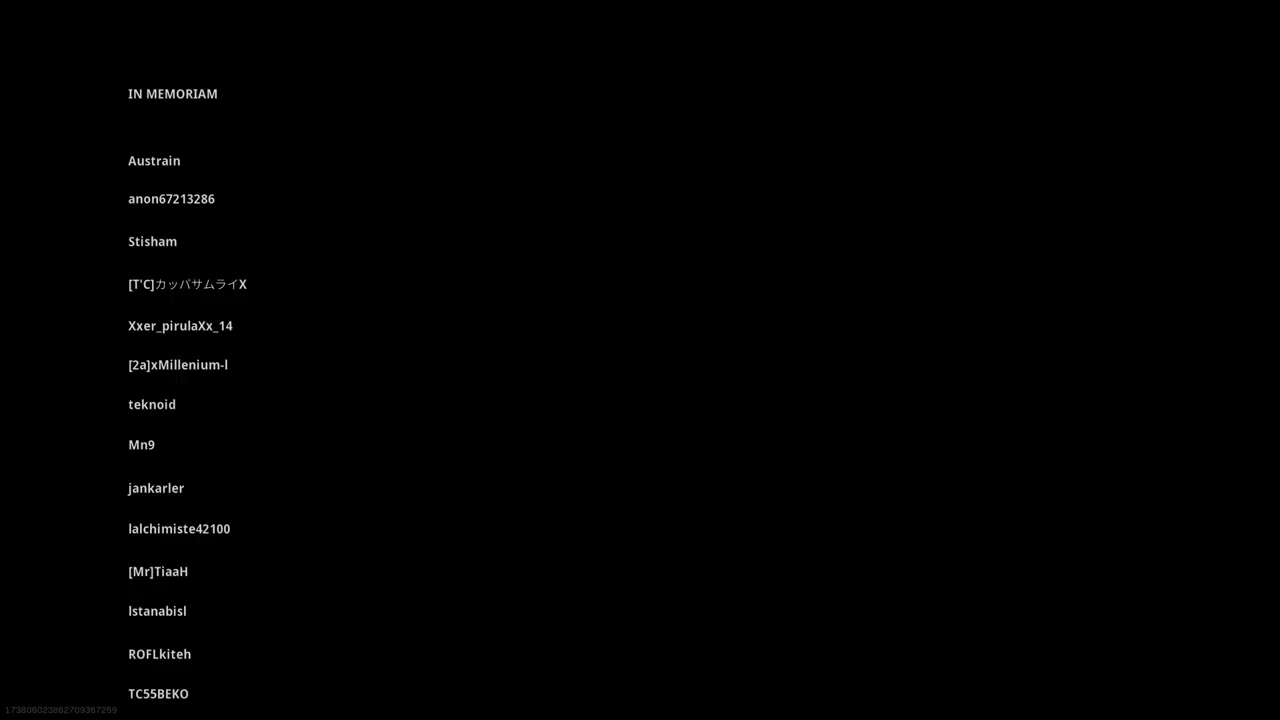 IN MEMORIAM
Austrain
anon67213286
Stisham
[T'C]カッパサムライX
Xxer_pirulaXx_14
[2a]xMillenium-l
teknoid
Mn9
jankarler
lalchimiste42100
[Mr]TiaaH
lstanabisl
ROFLkiteh
TC55BEKO
173806023862709367259